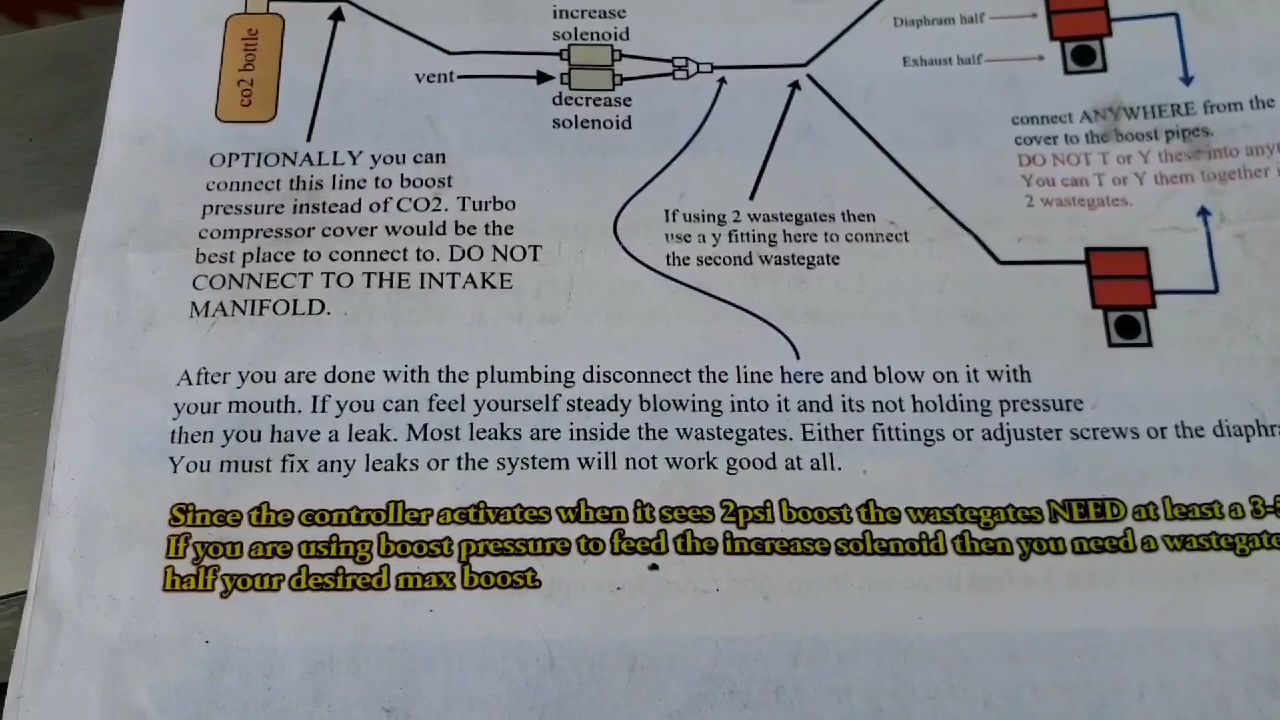 increase
solenoid
co2 bottle
vent
decrease
solenoid
Diaphram half
Exhaust half
connect ANYWHERE from the
cover to the boost pipes.
DO NOT T or Y these into
You can T or Y them together
2 wastegates.
OPTIONALLY you can
connect this line to boost
pressure instead of CO2. Turbo
compressor cover would be the
best place to connect to. DO NOT
CONNECT TO THE INTAKE
MANIFOLD.
If using 2 wastegates then
use a y fitting here to connect
the second wastegate
After you are done with the plumbing disconnect the line here and blow on it with
your mouth. If you can feel yourself steady blowing into it and its not holding pressure
then you have a leak. Most leaks are inside the wastegates. Either fittings or adjuster screws or the
You must fix any leaks or the system will not work good at all.
Since the controller activates when it sees 2psi boost the wastegates NEED at least a
If you are using boost pressure to feed the increase solenoid then you need a wastegate
half your desired max boost.